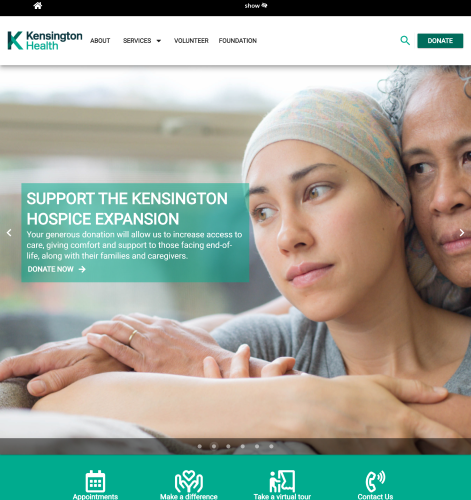 show
Kensington
Health
ABOUT
SERVICES
VOLUNTEER
FOUNDATION
DONATE
SUPPORT THE KENSINGTON
HOSPICE EXPANSION
Your generous donation will allow us to increase access to
care, giving comfort and support to those facing end-of-
life, along with their families and caregivers.
DONATE NOW
Appointments
Make a difference
Take a virtual tour
Contact Us